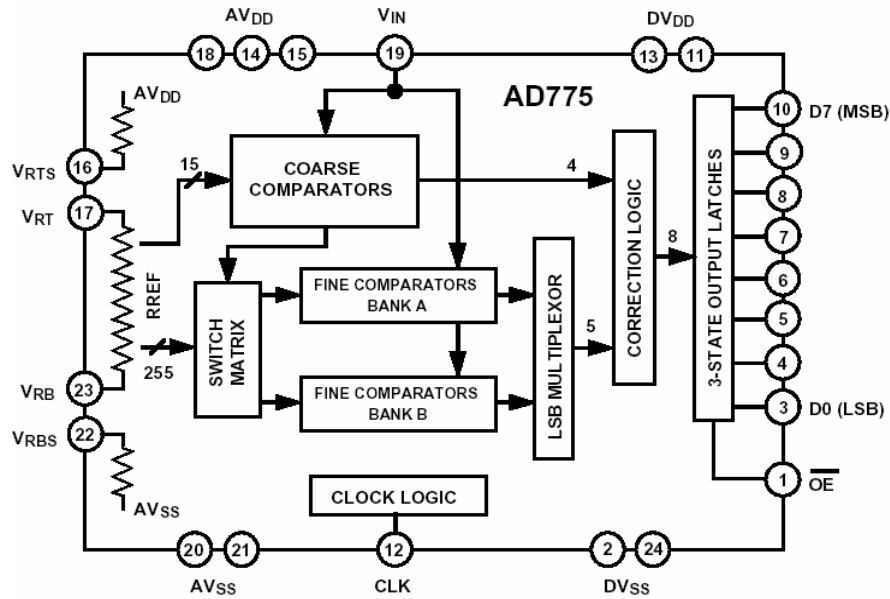 AVDD
VIN
DVDD
18
14
15
19
13
11
AVDD
AD775
10
D7 (MSB)
16
VRTS
15
COARSE
COMPARATORS
4
9
17
VRT
8
7
6
5
4
3
D0 (LSB)
RREF
255
SWITCH
MATRIX
FINE COMPARATORS
BANK A
FINE COMPARATORS
BANK B
LSB MULTIPLEXOR
5
CORRECTION LOGIC
8
3-STATE OUTPUT LATCHES
23
VRB
22
VRBS
AVSS
CLOCK LOGIC
1
OE
20
21
12
2
24
AVSS
CLK
DVSS